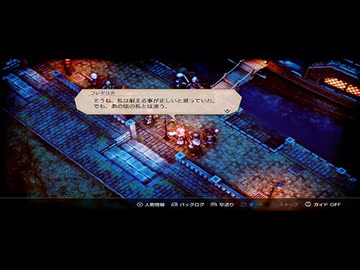 フレデリカ
そうね、私は耐える事が正しいと思っていた。
でも、あの頃の私とは違う。
人物情報 バックログ 早送り オート スキップ ガイド OFF